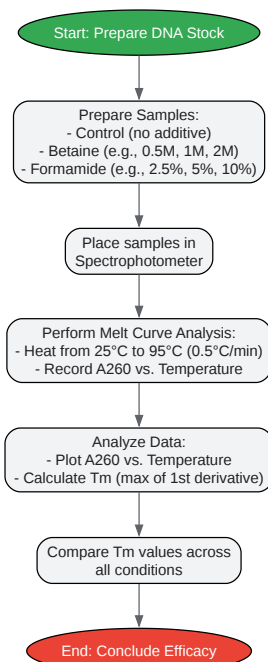 Start: Prepare DNA Stock
Prepare Samples:
- Control (no additive)
- Betaine (e.g., 0.5M, 1M, 2M)
- Formamide (e.g., 2.5%, 5%, 10%)
Place samples in
Spectrophotometer
Perform Melt Curve Analysis:
- Heat from 25°C to 95°C (0.5°C/min)
- Record A260 vs. Temperature
Analyze Data:
- Plot A260 vs. Temperature
- Calculate Tm (max of 1st derivative)
Compare Tm values across
all conditions
End: Conclude Efficacy